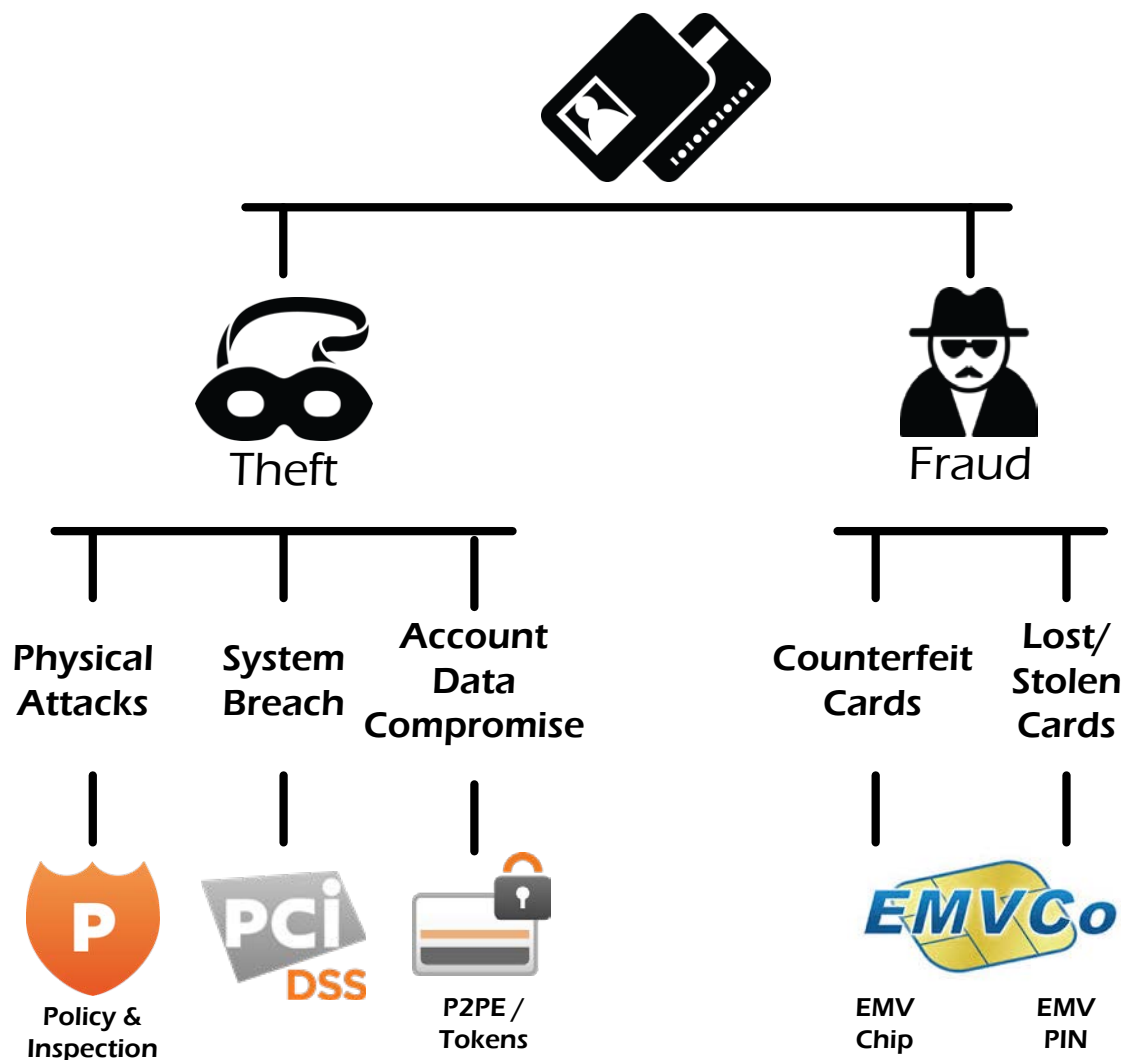 Theft
Fraud
Physical
Attacks
System
Breach
Account
Data
Compromise
Counterfeit
Cards
Lost/
Stolen
Cards
P
PCi
DSS
EMVCo
Policy &
Inspection
P2PE /
Tokens
EMV
Chip
EMV
PIN